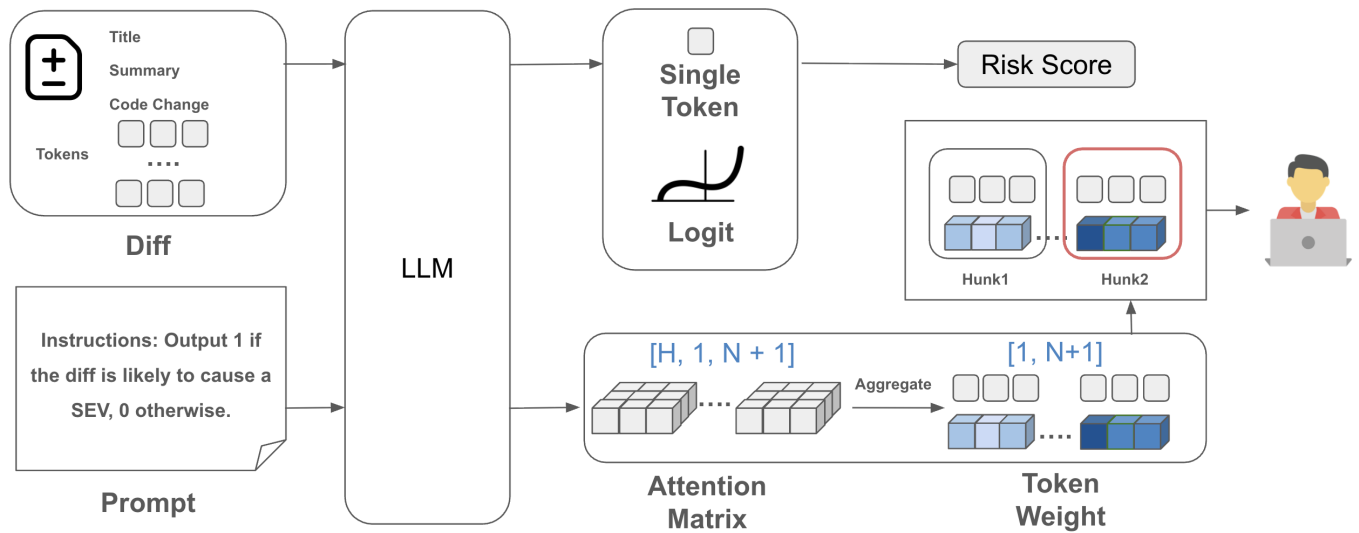 Title
Summary
Code Change
Tokens
....
Diff
Instructions: Output 1 if
the diff is likely to cause a
SEV, 0 otherwise.
Prompt
LLM
Single
Token
Logit
Risk Score
....
Hunk1
Hunk2
[H, 1, N + 1]
[1, N+1]
....
Aggregate
....
Attention
Matrix
Token
Weight